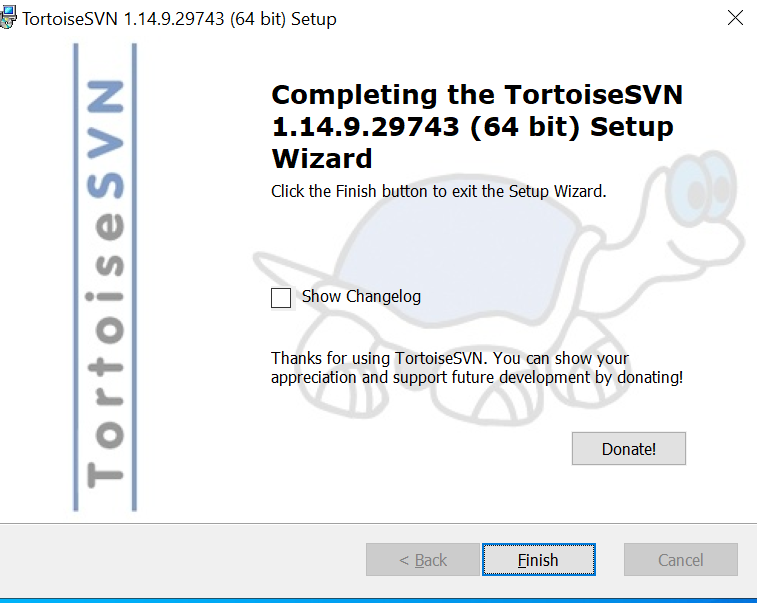 TortoiseSVN 1.14.9.29743 (64 bit) Setup
TortoiseSVN
Completing the TortoiseSVN
1.14.9.29743 (64 bit) Setup
Wizard
Click the Finish button to exit the Setup Wizard.
Show Changelog
Thanks for using TortoiseSVN. You can show your
appreciation and support future development by donating!
Donate!
< Back
Finish
Cancel